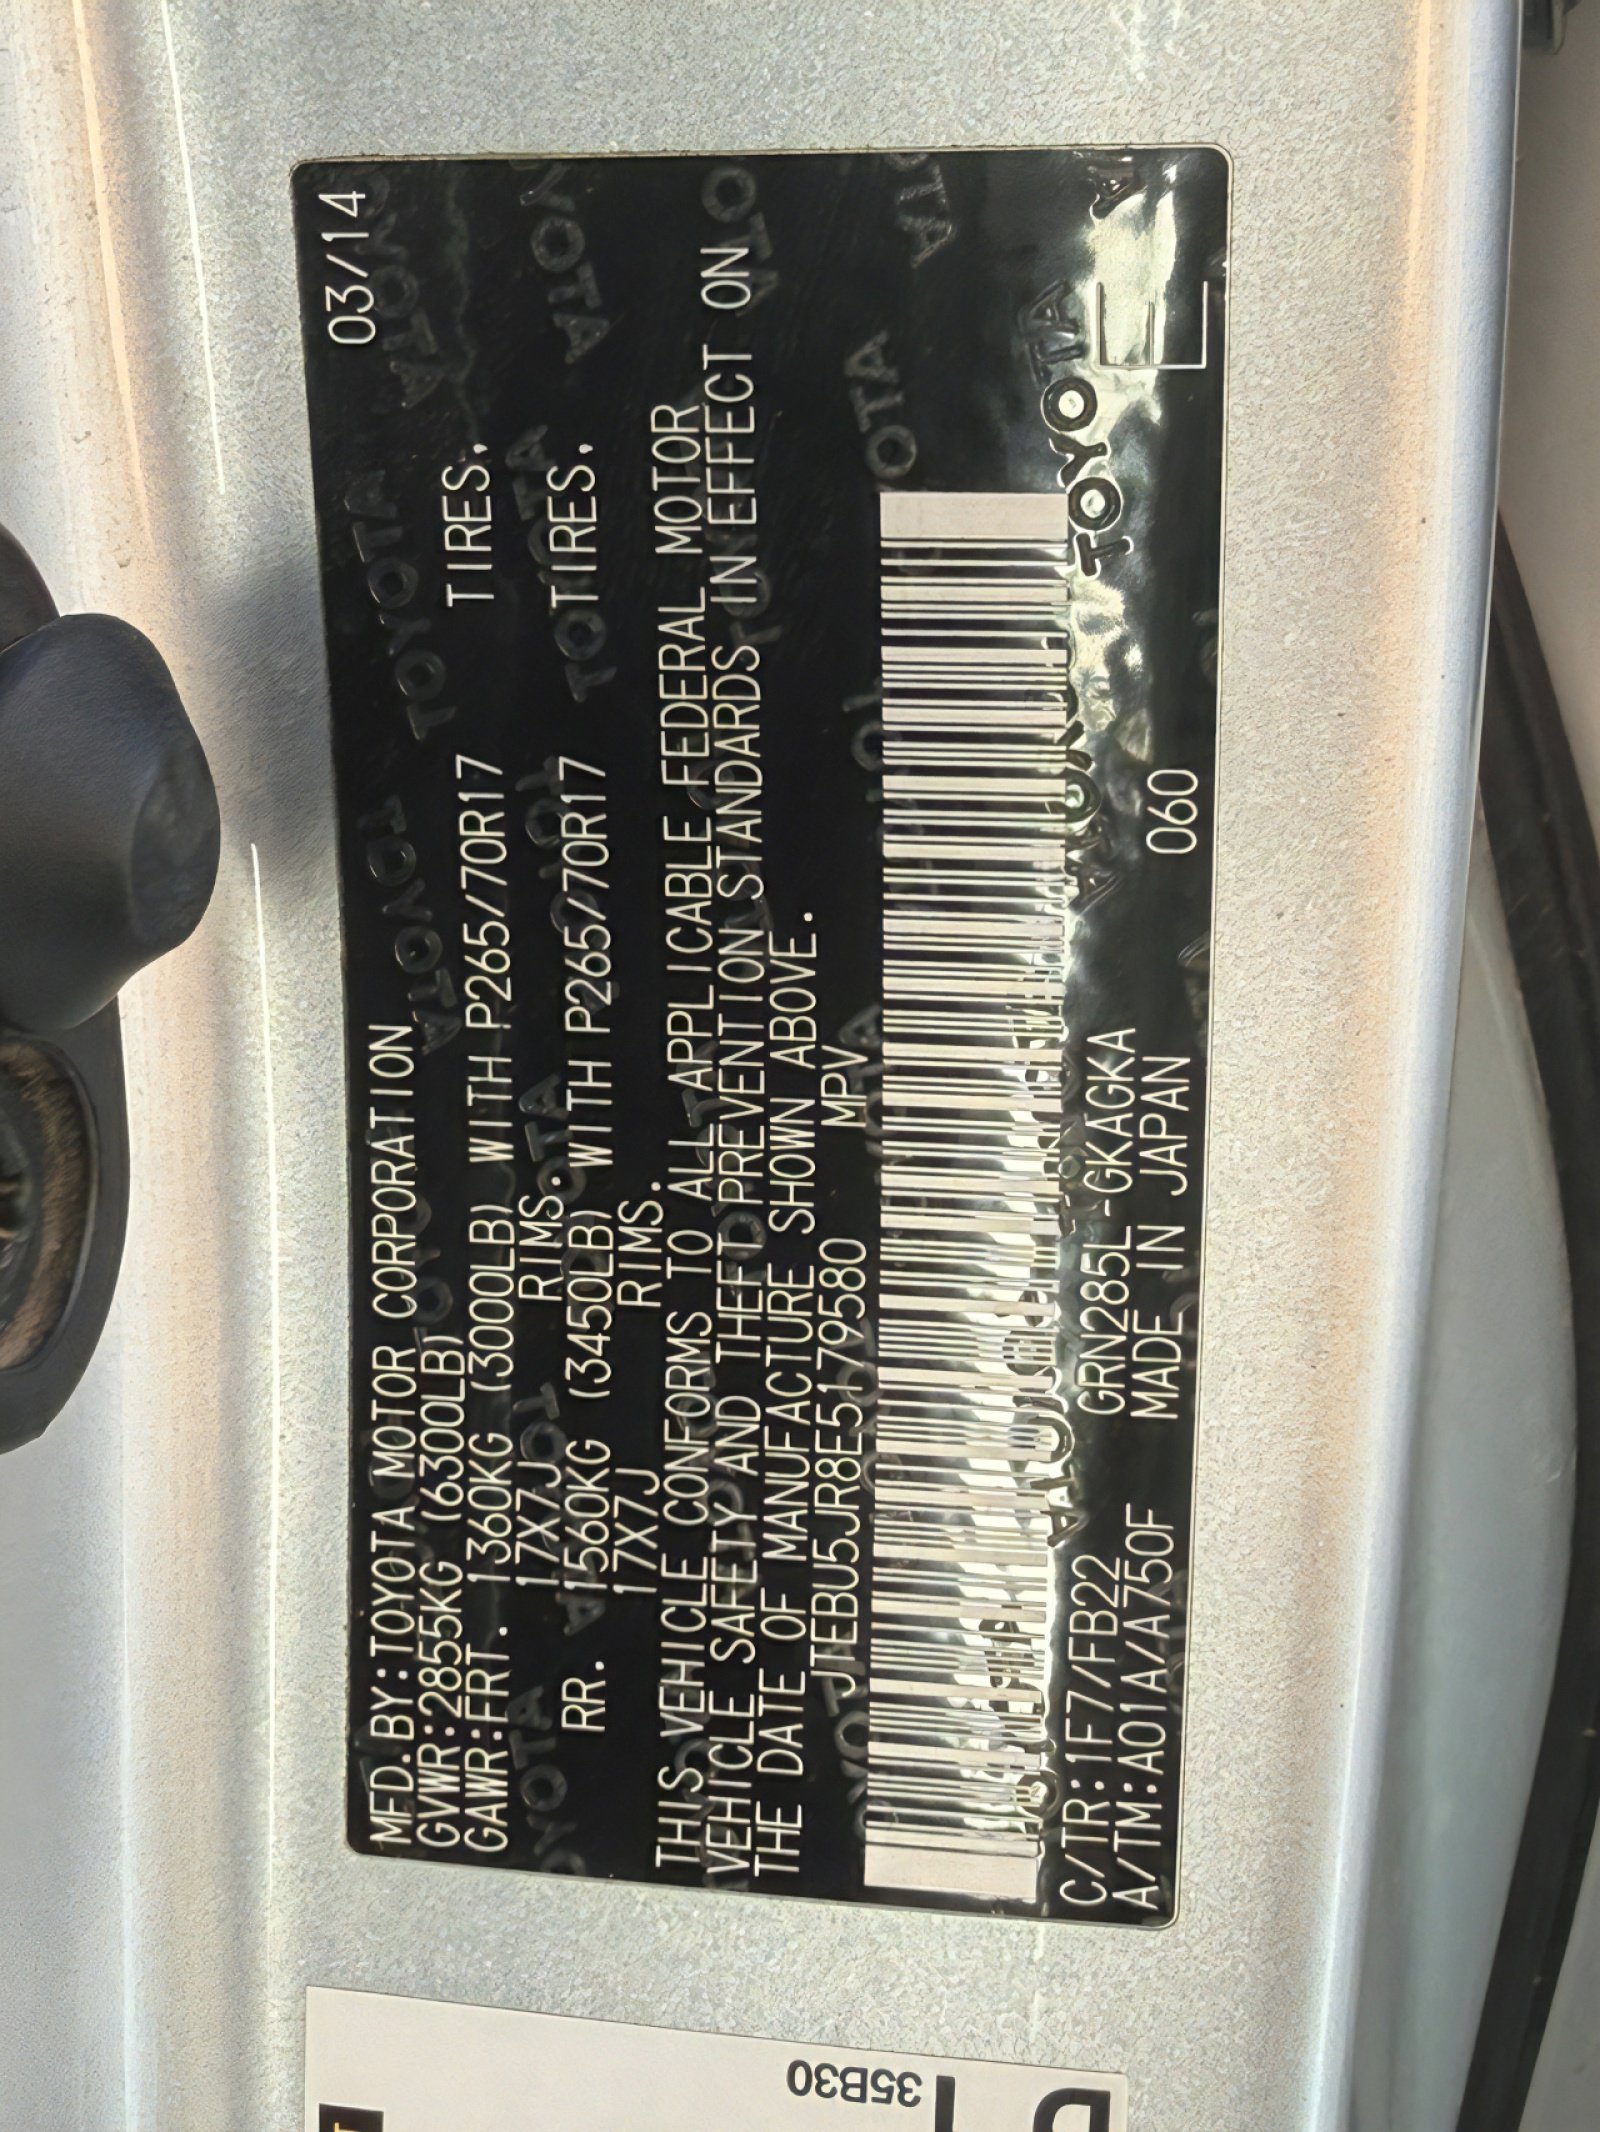 MFD.BY:TOYOTA MOTOR CORPORATION 03/14
GVWR:2855KG (6300LB)
GAWR:FRT. 1360KG (3000LB) WITH P265/70R17 TIRES,
17X7J RIMS.
RR. 1560KG (3450LB) WITH P265/70R17 TIRES.
17X7J RIMS.
THIS VEHICLE CONFORMS TO ALL APPLICABLE FEDERAL MOTOR
VEHICLE SAFETY AND THEFT PREVENTION STANDARDS IN EFFECT ON
THE DATE OF MANUFACTURE SHOWN ABOVE.
JTEBU5JR8E5179580 MPV
TOYOTA
C/TR:1F7/FB22 GRN285L-GKAGKA
A/TM:A01A/A750F MADE IN JAPAN 060 E
35B30